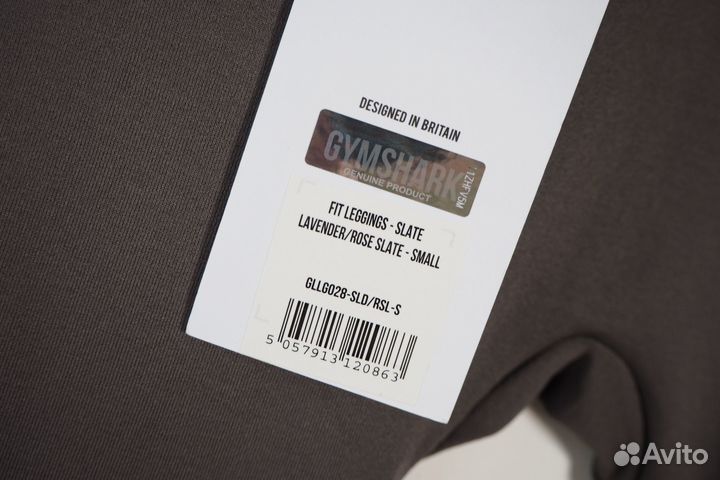 DESIGNED IN BRITAIN
GYMSHARK
GENUINE PRODUCT
1ZHFV5M
FIT LEGGINGS - SLATE
LAVENDER/ROSE SLATE - SMALL
GLLG028-SLD/RSL-S
5 057913 120863
Avito